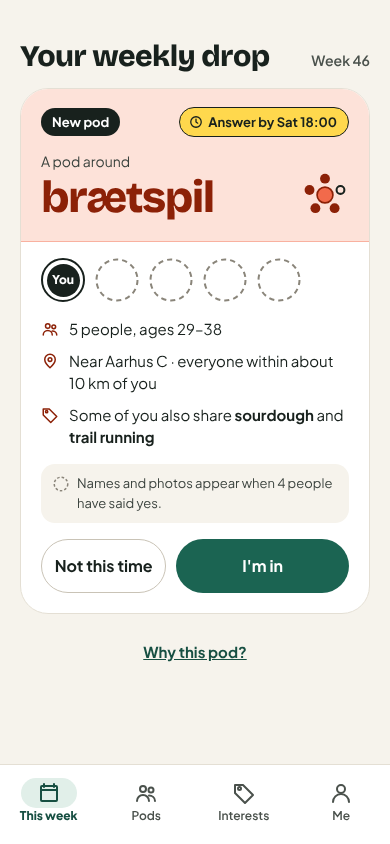 Your weekly drop
Week 46
New pod
Answer by Sat 18:00
A pod around
brætspil
You
5 people, ages 29–38
Near Aarhus C · everyone within about
10 km of you
Some of you also share sourdough and
trail running
Names and photos appear when 4 people
have said yes.
Not this time
I'm in
Why this pod?
This week
Pods
Interests
Me